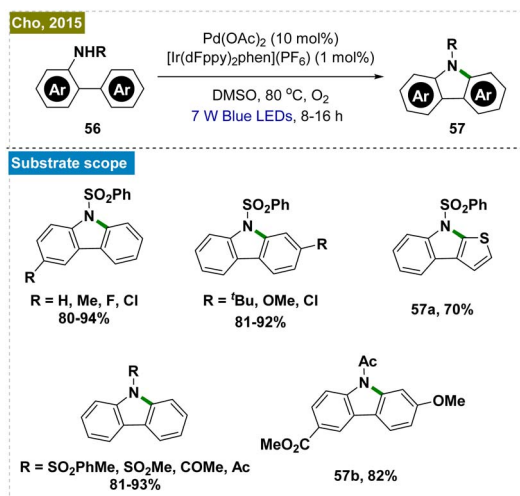 Cho, 2015
NHR
Ar
Ar
56
Pd(OAc)₂ (10 mol%)
[Ir(dFppy)₂phen](PF₆) (1 mol%)
DMSO, 80 °C, O₂
7 W Blue LEDs, 8-16 h
R
N
Ar
Ar
57
Substrate scope
SO₂Ph
N
R
R = H, Me, F, Cl
80-94%
SO₂Ph
N
R
R = ᵗBu, OMe, Cl
81-92%
SO₂Ph
N
S
57a, 70%
R
N
R = SO₂PhMe, SO₂Me, COMe, Ac
81-93%
Ac
N
OMe
MeO₂C
57b, 82%